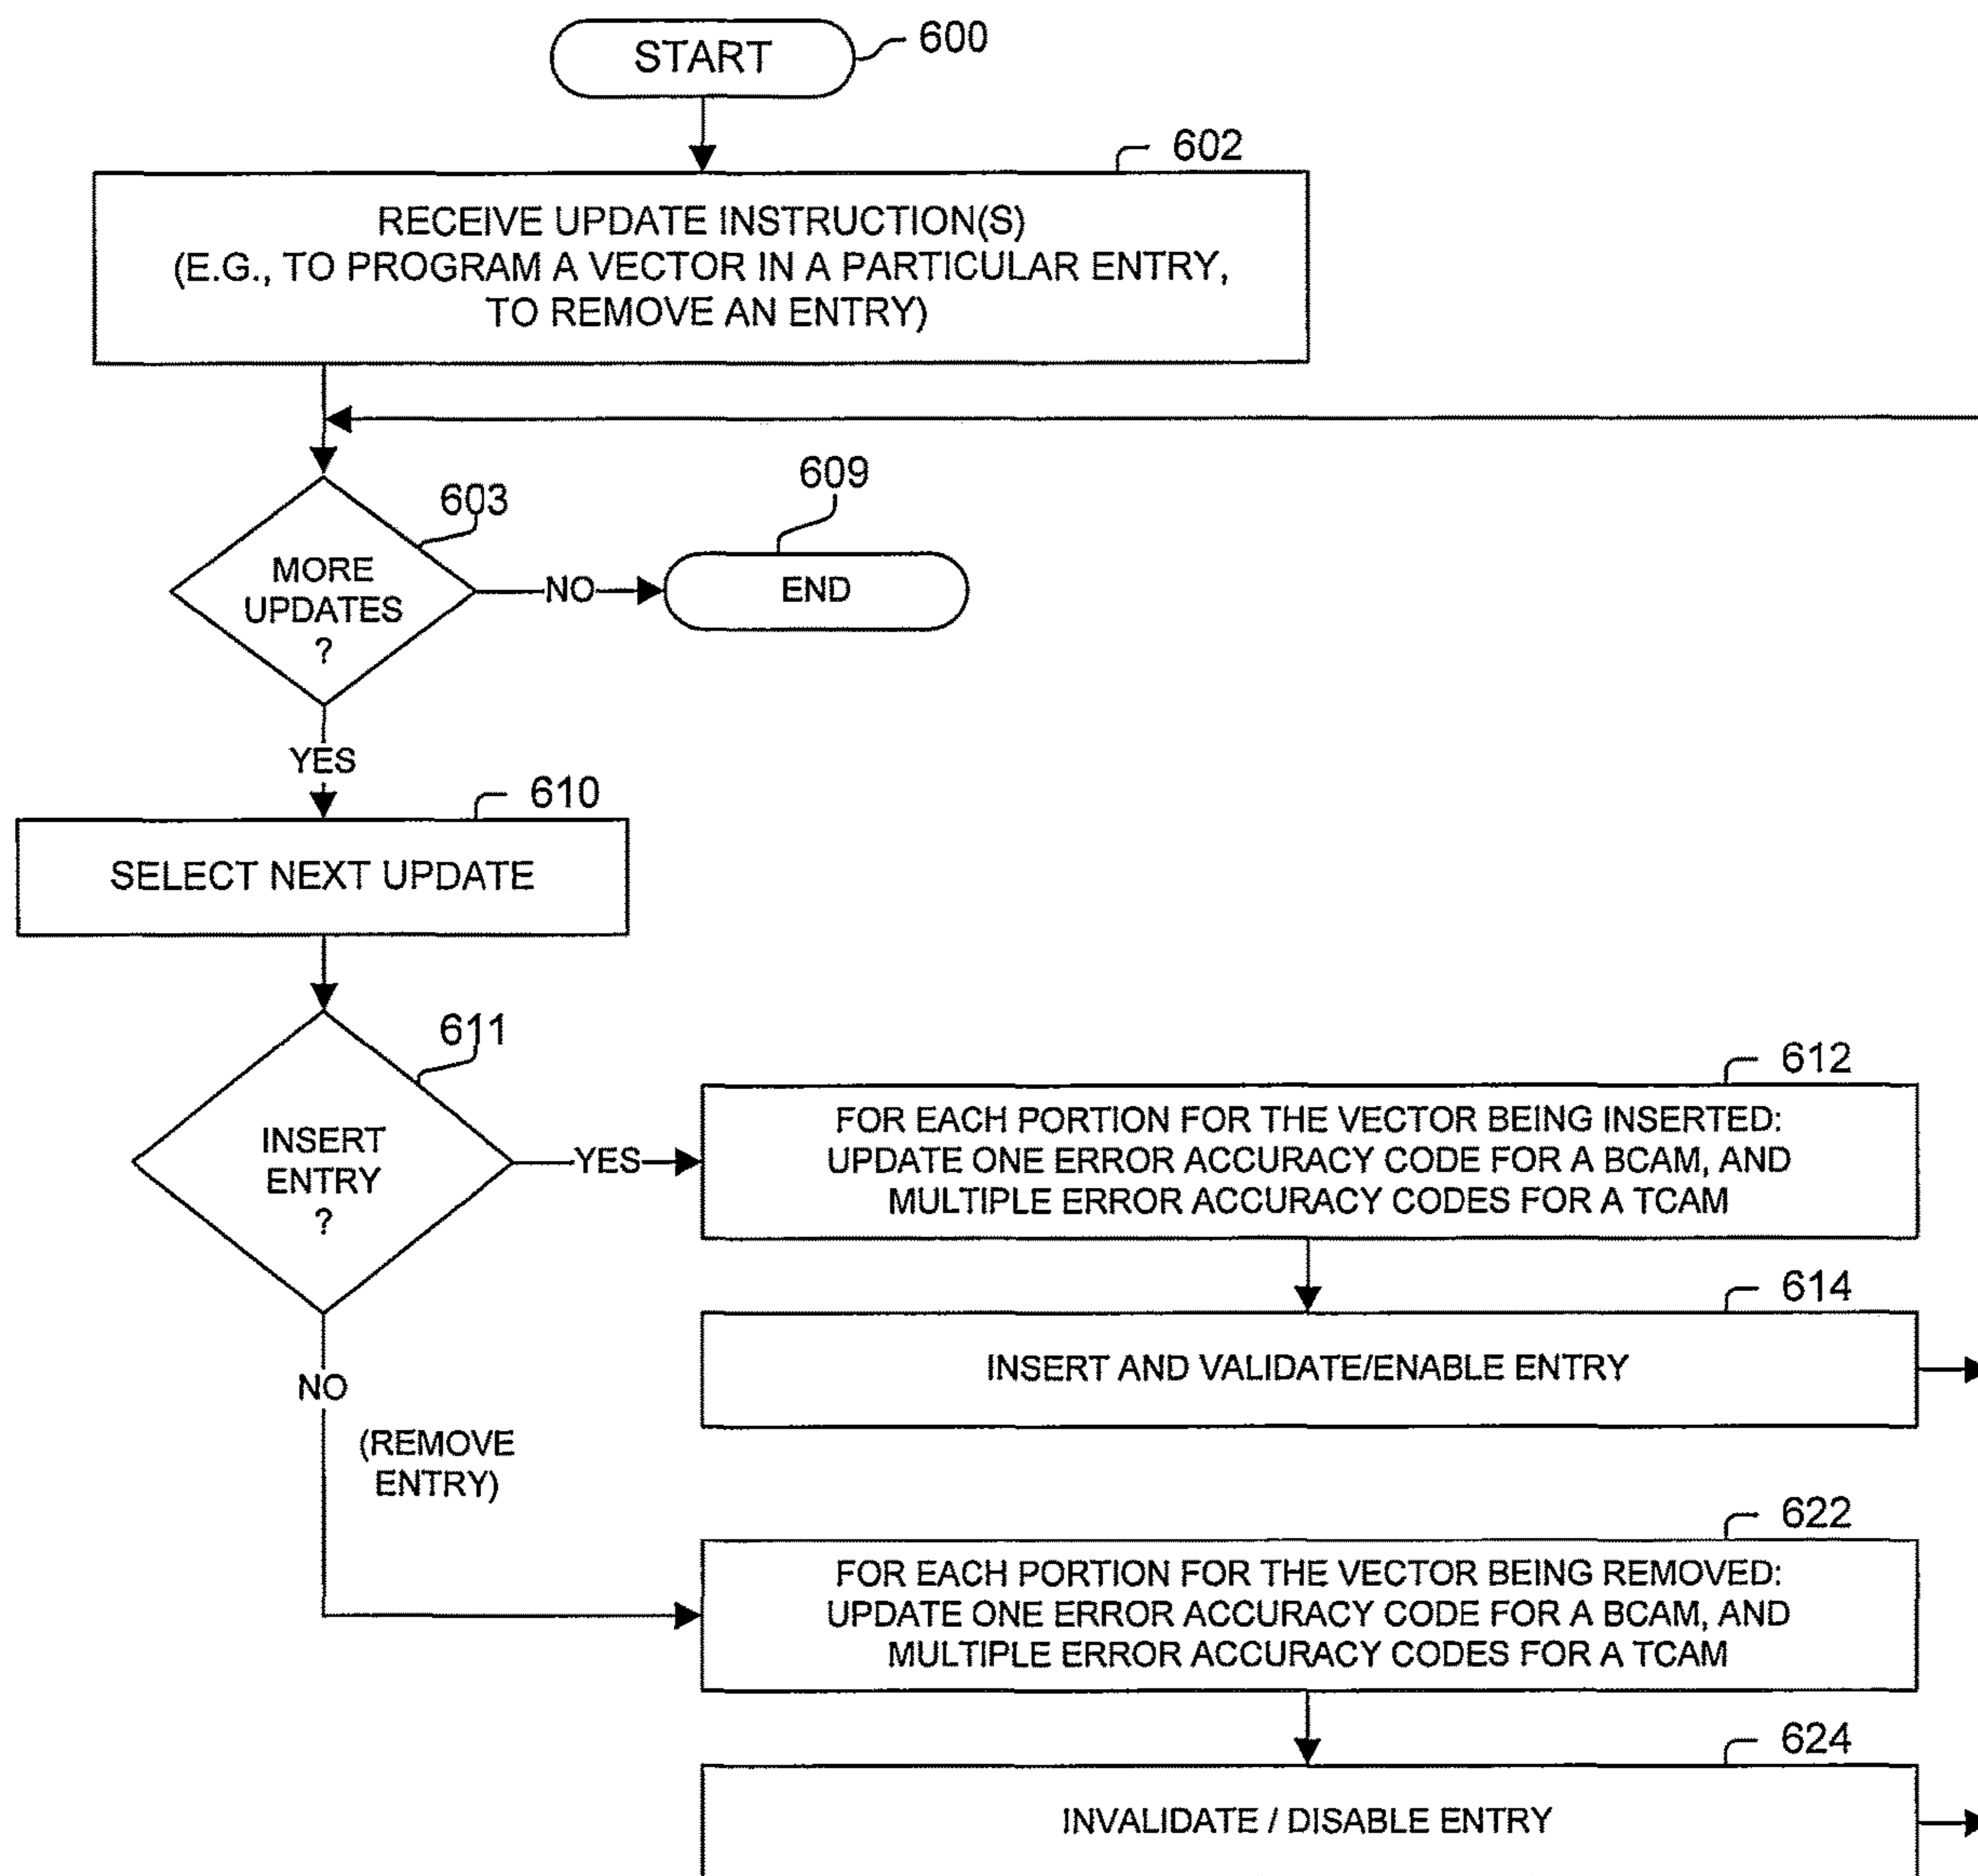 START
600
602
RECEIVE UPDATE INSTRUCTION(S)
(E.G., TO PROGRAM A VECTOR IN A PARTICULAR ENTRY,
TO REMOVE AN ENTRY)
603
MORE
UPDATES
?
NO
609
END
YES
610
SELECT NEXT UPDATE
611
INSERT
ENTRY
?
YES
612
FOR EACH PORTION FOR THE VECTOR BEING INSERTED:
UPDATE ONE ERROR ACCURACY CODE FOR A BCAM, AND
MULTIPLE ERROR ACCURACY CODES FOR A TCAM
614
INSERT AND VALIDATE/ENABLE ENTRY
NO
(REMOVE
ENTRY)
622
FOR EACH PORTION FOR THE VECTOR BEING REMOVED:
UPDATE ONE ERROR ACCURACY CODE FOR A BCAM, AND
MULTIPLE ERROR ACCURACY CODES FOR A TCAM
624
INVALIDATE / DISABLE ENTRY